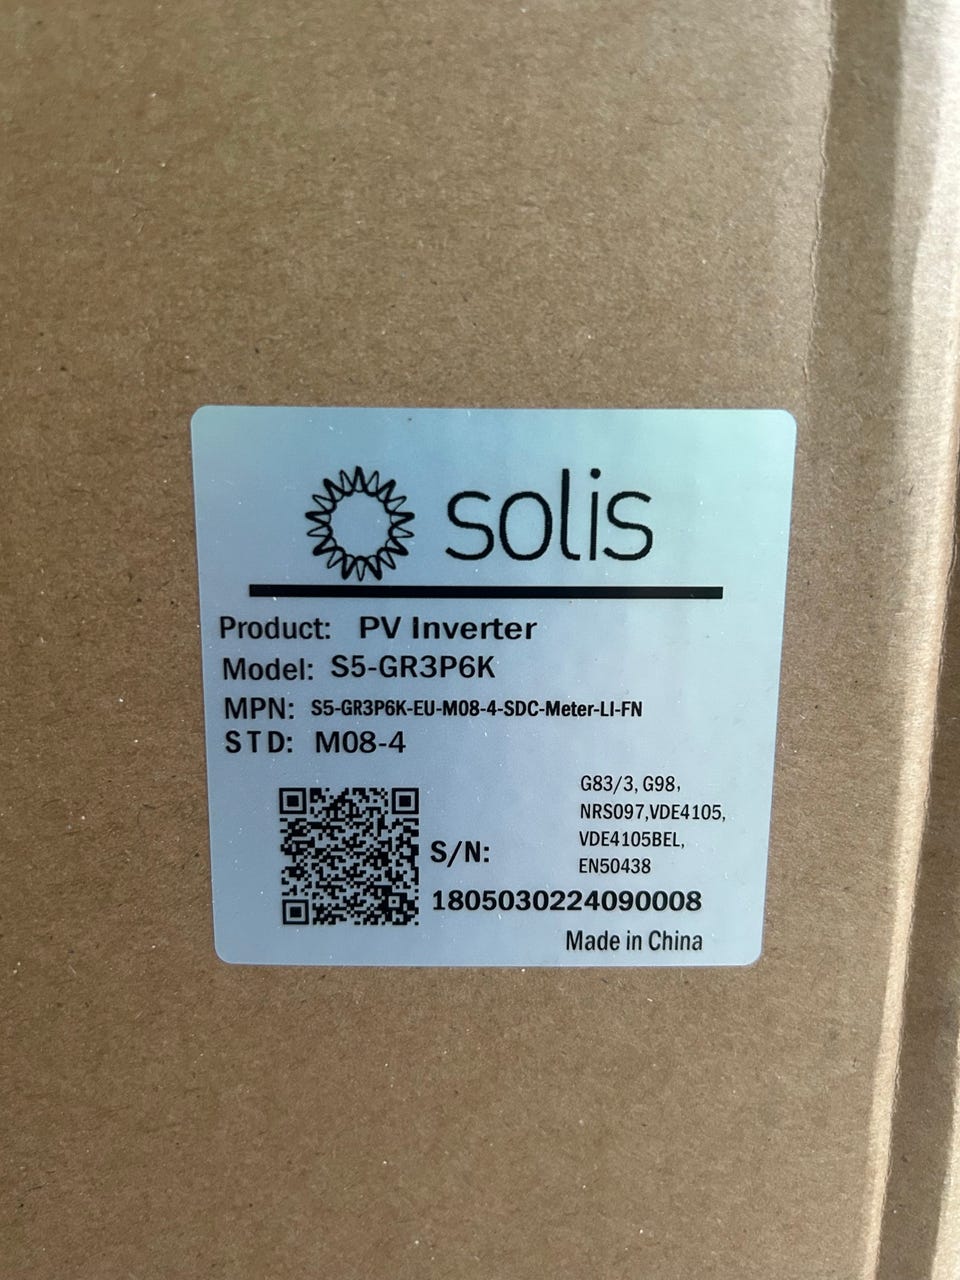 solis
Product: PV Inverter
Model: S5-GR3P6K
MPN: S5-GR3P6K-EU-M08-4-SDC-Meter-LI-FN
STD: M08-4
G83/3, G98,
NRS097,VDE4105,
VDE4105BEL,
EN50438
S/N:
1805030224090008
Made in China